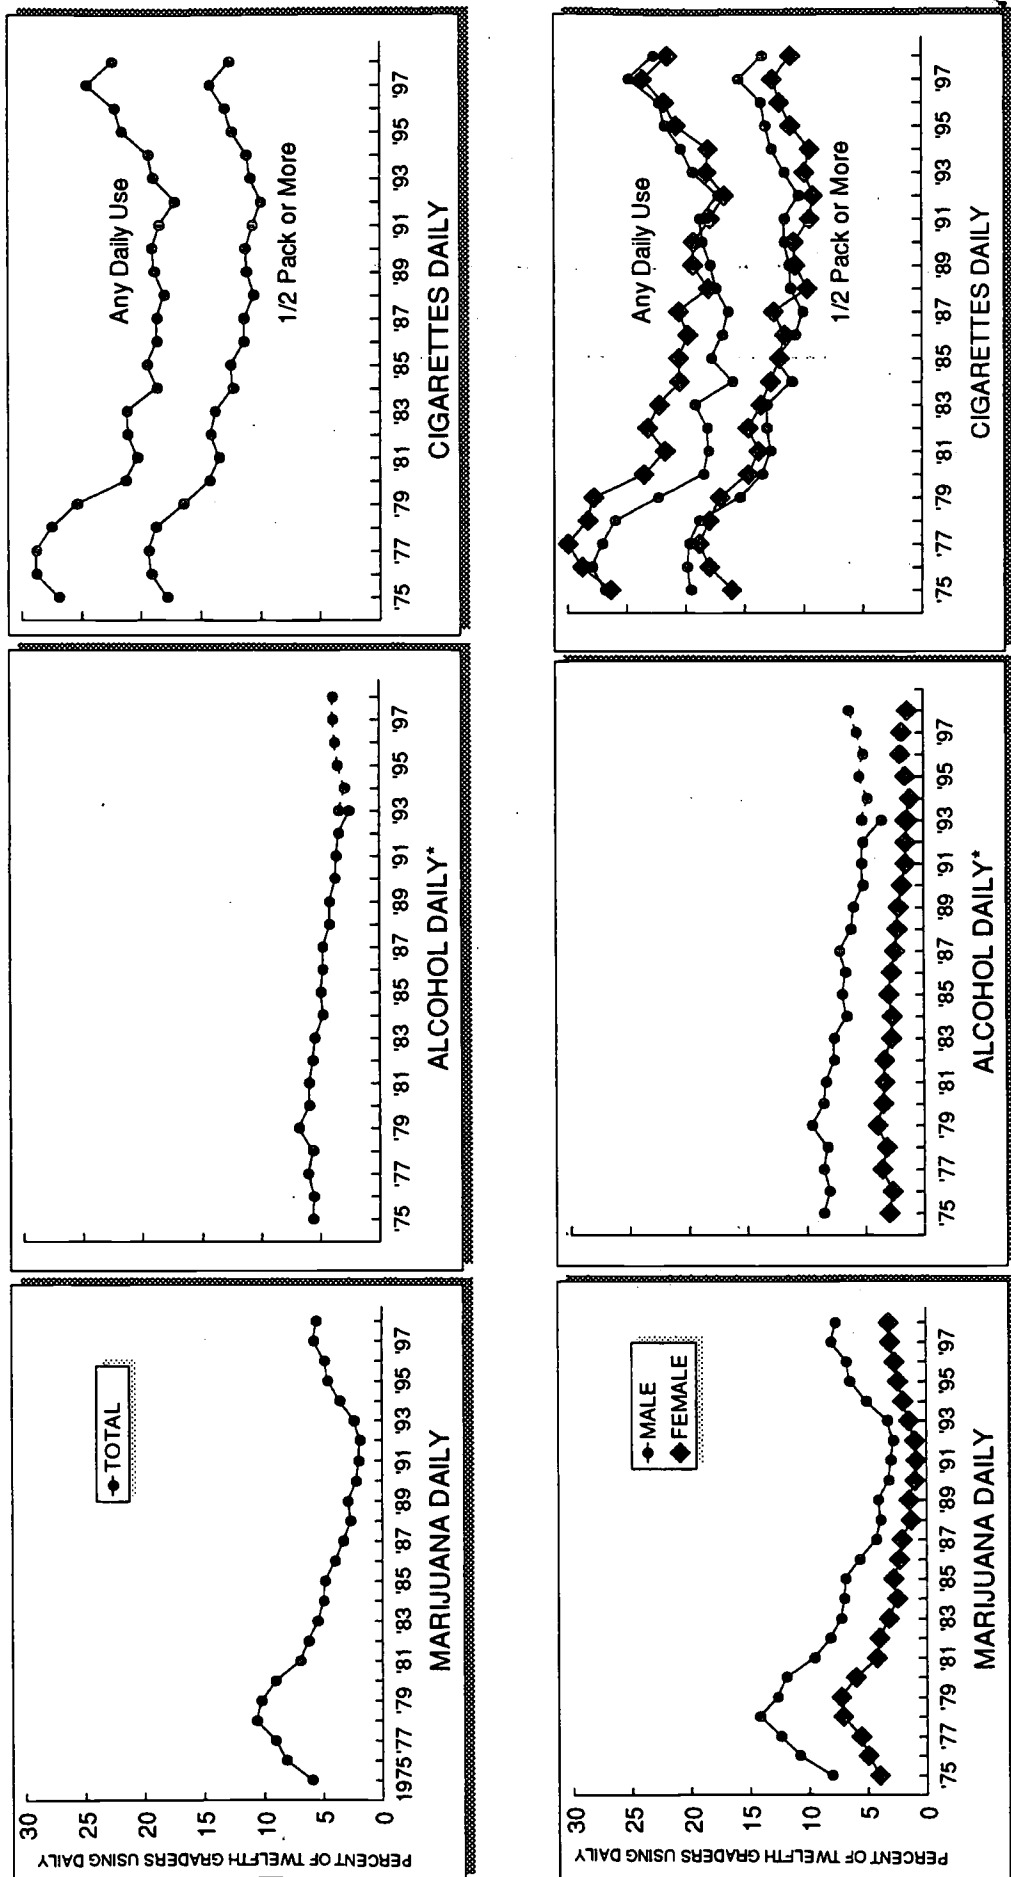 PERCENT OF TWELFTH GRADERS USING DAILY
30
25
20
15
10
5
0
TOTAL
1975 '77 '79 '81 '83 '85 '87 '89 '91 '93 '95 '97
MARIJUANA DAILY
'75 '77 '79 '81 '83 '85 '87 '89 '91 '93 '95 '97
ALCOHOL DAILY*
Any Daily Use
1/2 Pack or More
'75 '77 '79 '81 '83 '85 '87 '89 '91 '93 '95 '97
CIGARETTES DAILY
PERCENT OF TWELFTH GRADERS USING DAILY
30
25
20
15
10
5
0
MALE
FEMALE
'75 '77 '79 '81 '83 '85 '87 '89 '91 '93 '95 '97
MARIJUANA DAILY
'75 '77 '79 '81 '83 '85 '87 '89 '91 '93 '95 '97
ALCOHOL DAILY*
Any Daily Use
1/2 Pack or More
'75 '77 '79 '81 '83 '85 '87 '89 '91 '93 '95 '97
CIGARETTES DAILY